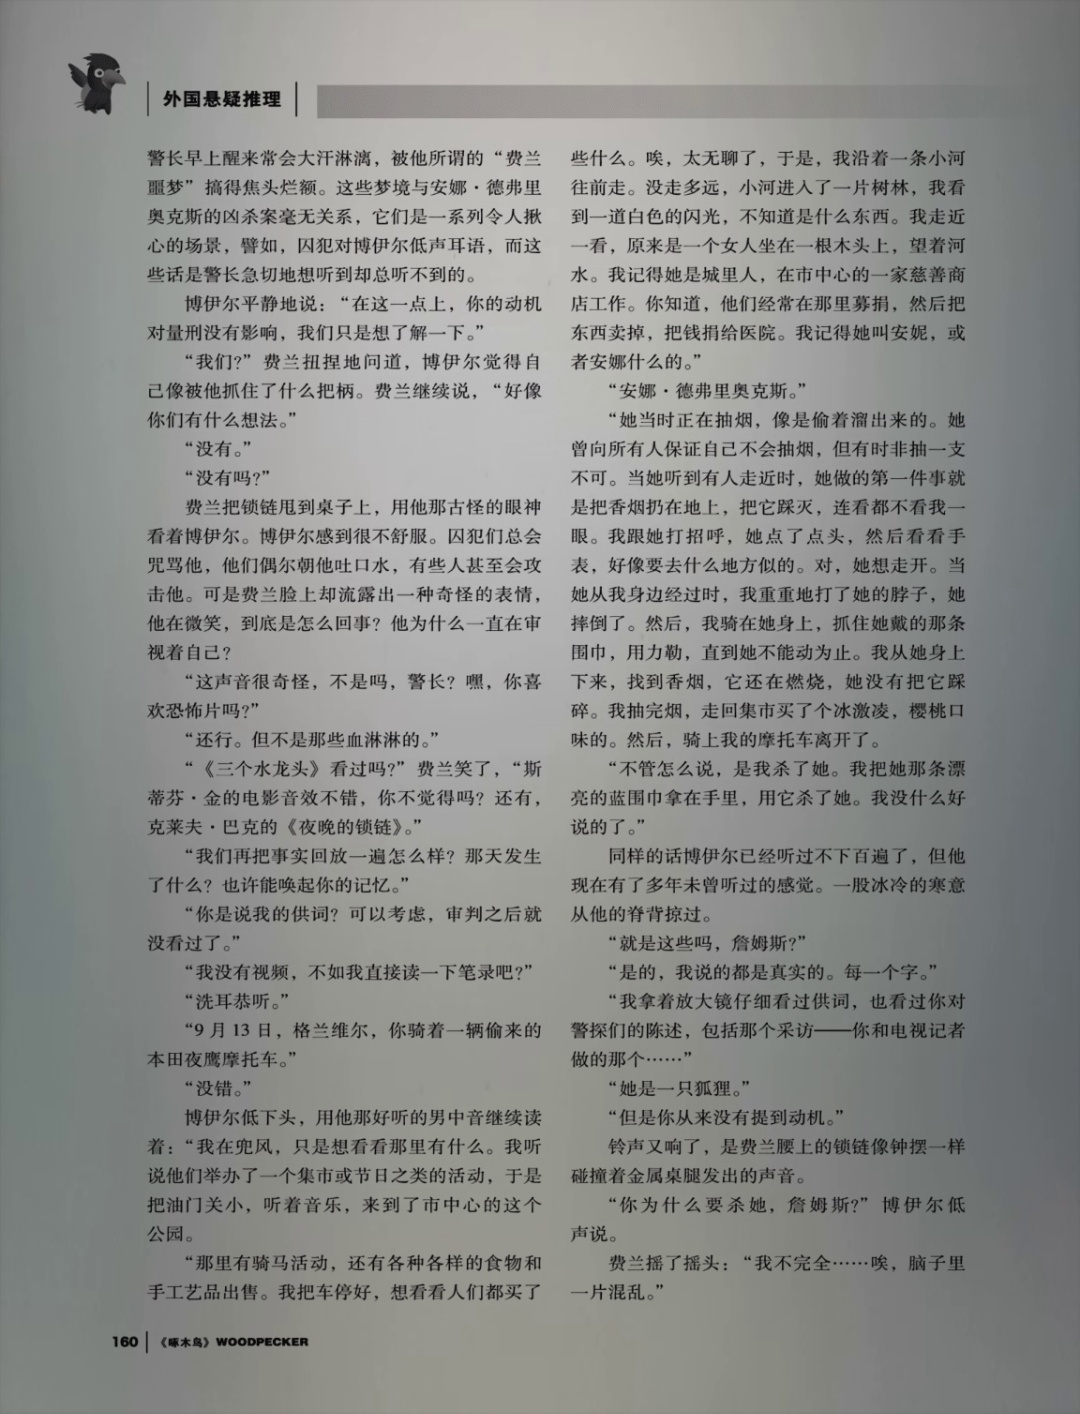 外国悬疑推理
警长早上醒来常会大汗淋漓，被他所谓的“费兰
噩梦”搞得焦头烂额。这些梦境与安娜·德弗里
奥克斯的凶杀案毫无关系，它们是一系列令人揪
心的场景，譬如，囚犯对博伊尔低声耳语，而这
些话是警长急切地想听到却总听不到的。
博伊尔平静地说：“在这一点上，你的动机
对量刑没有影响，我们只是想了解一下。”
“我们?”费兰扭捏地问道，博伊尔觉得自
己像被他抓住了什么把柄。费兰继续说，“好像
你们有什么想法。”
“没有。”
“没有吗?”
费兰把锁链甩到桌子上，用他那古怪的眼神
看着博伊尔。博伊尔感到很不舒服。囚犯们总会
咒骂他，他们偶尔朝他吐口水，有些人甚至会攻
击他。可是费兰脸上却流露出一种奇怪的表情，
他在微笑，到底是怎么回事？他为什么一直在审
视着自己？
“这声音很奇怪，不是吗，警长？嘿，你喜
欢恐怖片吗?”
“还行。但不是那些血淋淋的。”
“《三个水龙头》看过吗?”费兰笑了，“斯
蒂芬·金的电影音效不错，你不觉得吗？还有，
克莱夫·巴克的《夜晚的锁链》。”
“我们再把事实回放一遍怎么样？那天发生
了什么？也许能唤起你的记忆。”
“你是说我的供词？可以考虑，审判之后就
没看过了。”
“我没有视频，不如我直接读一下笔录吧?”
“洗耳恭听。”
“9 月 13 日，格兰维尔，你骑着一辆偷来的
本田夜鹰摩托车。”
“没错。”
博伊尔低下头，用他那好听的男中音继续读
着：“我在兜风，只是想看看那里有什么。我听
说他们举办了一个集市或节日之类的活动，于是
把油门关小，听着音乐，来到了市中心的这个
公园。
“那里有骑马活动，还有各种各样的食物和
手工艺品出售。我把车停好，想看看人们都买了
些什么。唉，太无聊了，于是，我沿着一条小河
往前走。没走多远，小河进入了一片树林，我看
到一道白色的闪光，不知道是什么东西。我走近
一看，原来是一个女人坐在一根木头上，望着河
水。我记得她是城里人，在市中心的一家慈善商
店工作。你知道，他们经常在那里募捐，然后把
东西卖掉，把钱捐给医院。我记得她叫安妮，或
者安娜什么的。”
“安娜·德弗里奥克斯。”
“她当时正在抽烟，像是偷着溜出来的。她
曾向所有人保证自己不会抽烟，但有时非抽一支
不可。当她听到有人走近时，她做的第一件事就
是把香烟扔在地上，把它踩灭，连看都不看我一
眼。我跟她打招呼，她点了点头，然后看看手
表，好像要去什么地方似的。对，她想走开。当
她从我身边经过时，我重重地打了她的脖子，她
摔倒了。然后，我骑在她身上，抓住她戴的那条
围巾，用力勒，直到她不能动为止。我从她身上
下来，找到香烟，它还在燃烧，她没有把它踩
碎。我抽完烟，走回集市买了个冰激凌，樱桃口
味的。然后，骑上我的摩托车离开了。
“不管怎么说，是我杀了她。我把她那条漂
亮的蓝围巾拿在手里，用它杀了她。我没什么好
说的了。”
同样的话博伊尔已经听过不下百遍了，但他
现在有了多年未曾听过的感觉。一股冰冷的寒意
从他的脊背掠过。
“就是这些吗，詹姆斯?”
“是的，我说的都是真实的。每一个字。”
“我拿着放大镜仔细看过供词，也看过你对
警探们的陈述，包括那个采访——你和电视记者
做的那个……”
“她是一只狐狸。”
“但是你从来没有提到动机。”
铃声又响了，是费兰腰上的锁链像钟摆一样
碰撞着金属桌腿发出的声音。
“你为什么要杀她，詹姆斯?”博伊尔低
声说。
费兰摇了摇头：“我不完全……唉，脑子里
一片混乱。”
160 《啄木鸟》WOODPECKER